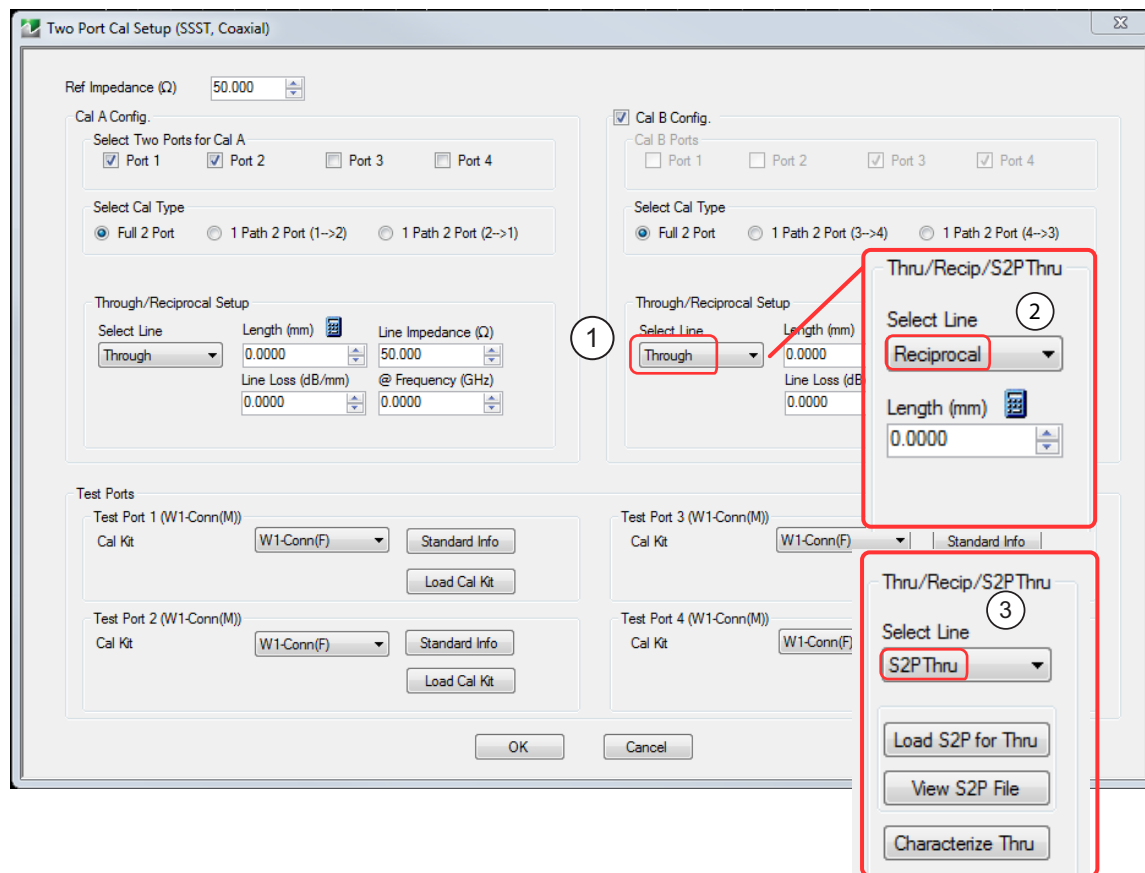 Two Port Cal Setup (SSST, Coaxial)
Ref Impedance (Ω) 50.000
Cal A Config.
Select Two Ports for Cal A
Port 1 Port 2 Port 3 Port 4
Select Cal Type
Full 2 Port 1 Path 2 Port (1-->2) 1 Path 2 Port (2-->1)
Through/Reciprocal Setup
Select Line Length (mm) Line Impedance (Ω)
Through 0.0000 50.000
Line Loss (dB/mm) @ Frequency (GHz)
0.0000 0.0000
Cal B Config.
Cal B Ports
Port 1 Port 2 Port 3 Port 4
Select Cal Type
Full 2 Port 1 Path 2 Port (3-->4) 1 Path 2 Port (4-->3)
Through/Reciprocal Setup
1
Select Line Length (mm)
Through 0.0000
Line Loss (dB
0.0000
Thru/Recip/S2PThru
2
Select Line
Reciprocal
Length (mm)
0.0000
Test Ports
Test Port 1 (W1-Conn(M))
Cal Kit W1-Conn(F) Standard Info
Load Cal Kit
Test Port 2 (W1-Conn(M))
Cal Kit W1-Conn(F) Standard Info
Load Cal Kit
Test Port 3 (W1-Conn(M))
Cal Kit W1-Conn(F) Standard Info
Test Port 4 (W1-Conn(M))
Cal Kit W1-Conn(F)
Thru/Recip/S2PThru
3
Select Line
S2PThru
Load S2P for Thru
View S2P File
Characterize Thru
OK Cancel